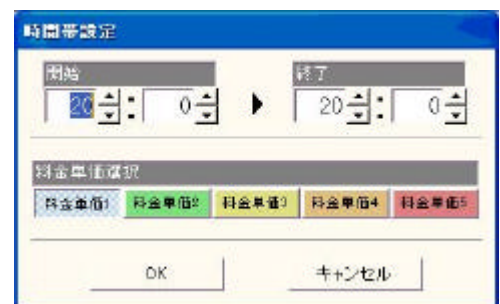 時間帯設定
開始 終了
20 : 0 ▶ 20 : 0
料金単価選択
料金単価1 料金単価2 料金単価3 料金単価4 料金単価5
OK キャンセル